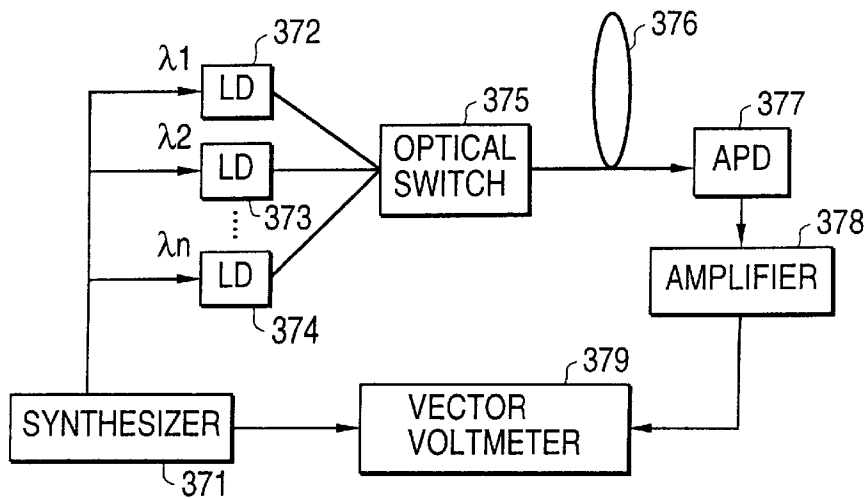 λ1
LD
372
λ2
LD
373
λn
LD
374
OPTICAL
SWITCH
375
376
APD
377
AMPLIFIER
378
SYNTHESIZER
371
VECTOR
VOLTMETER
379